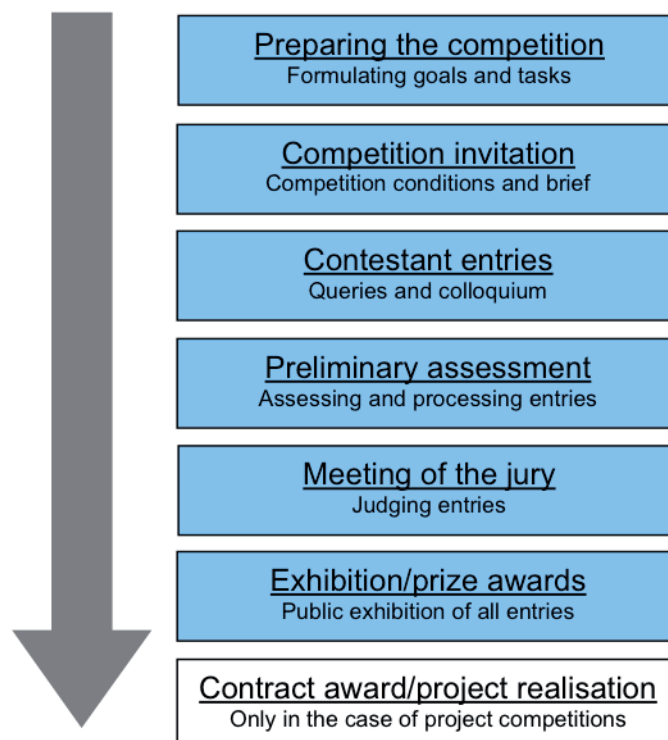 Preparing the competition
Formulating goals and tasks
Competition invitation
Competition conditions and brief
Contestant entries
Queries and colloquium
Preliminary assessment
Assessing and processing entries
Meeting of the jury
Judging entries
Exhibition/prize awards
Public exhibition of all entries
Contract award/project realisation
Only in the case of project competitions